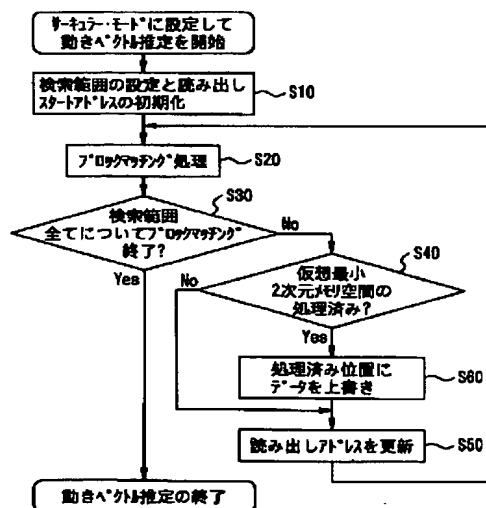 ｻｰｷｭﾗｰ･ﾓｰﾄﾞに設定して
動きﾍﾞｸﾄﾙ推定を開始
検索範囲の設定と読み出し
ｽﾀｰﾄｱﾄﾞﾚｽの初期化
S10
ﾌﾞﾛｯｸﾏｯﾁﾝｸﾞ処理
S20
S30
検索範囲
全てについてﾌﾞﾛｯｸﾏｯﾁﾝｸﾞ
終了?
No
Yes
S40
仮想最小
2次元ﾒﾓﾘ空間の
処理済み?
No
Yes
処理済み位置に
ﾃﾞｰﾀを上書き
S60
読み出しｱﾄﾞﾚｽを更新
S50
動きﾍﾞｸﾄﾙ推定の終了